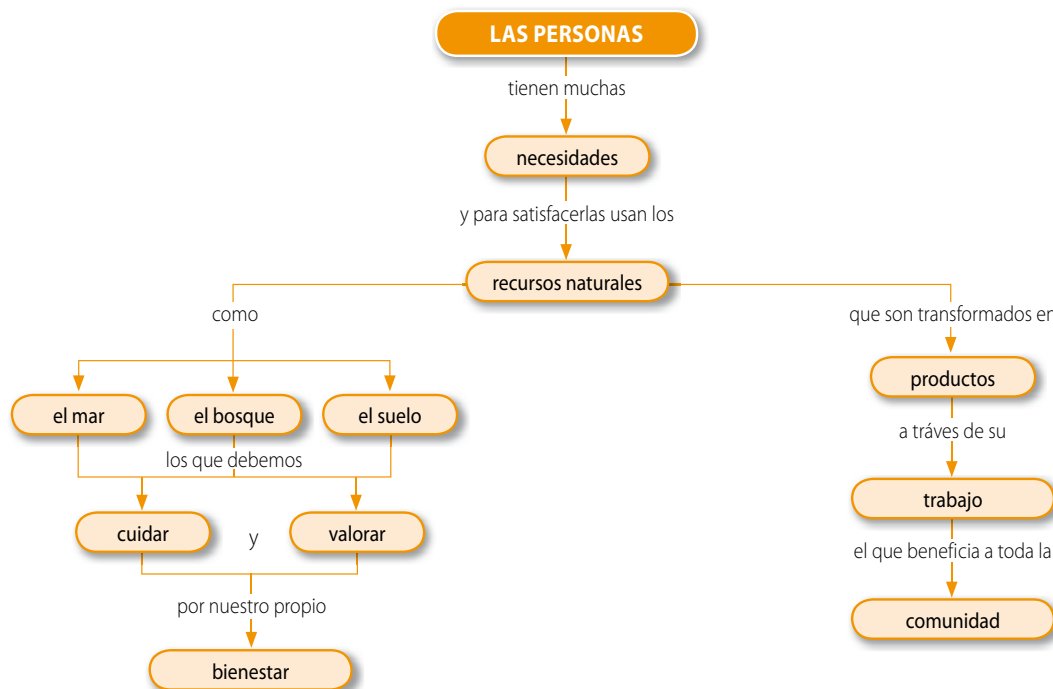 LAS PERSONAS
tienen muchas
necesidades
y para satisfacerlas usan los
recursos naturales
como
el mar
el bosque
el suelo
los que debemos
cuidar
y
valorar
por nuestro propio
bienestar
que son transformados en
productos
a tráves de su
trabajo
el que beneficia a toda la
comunidad